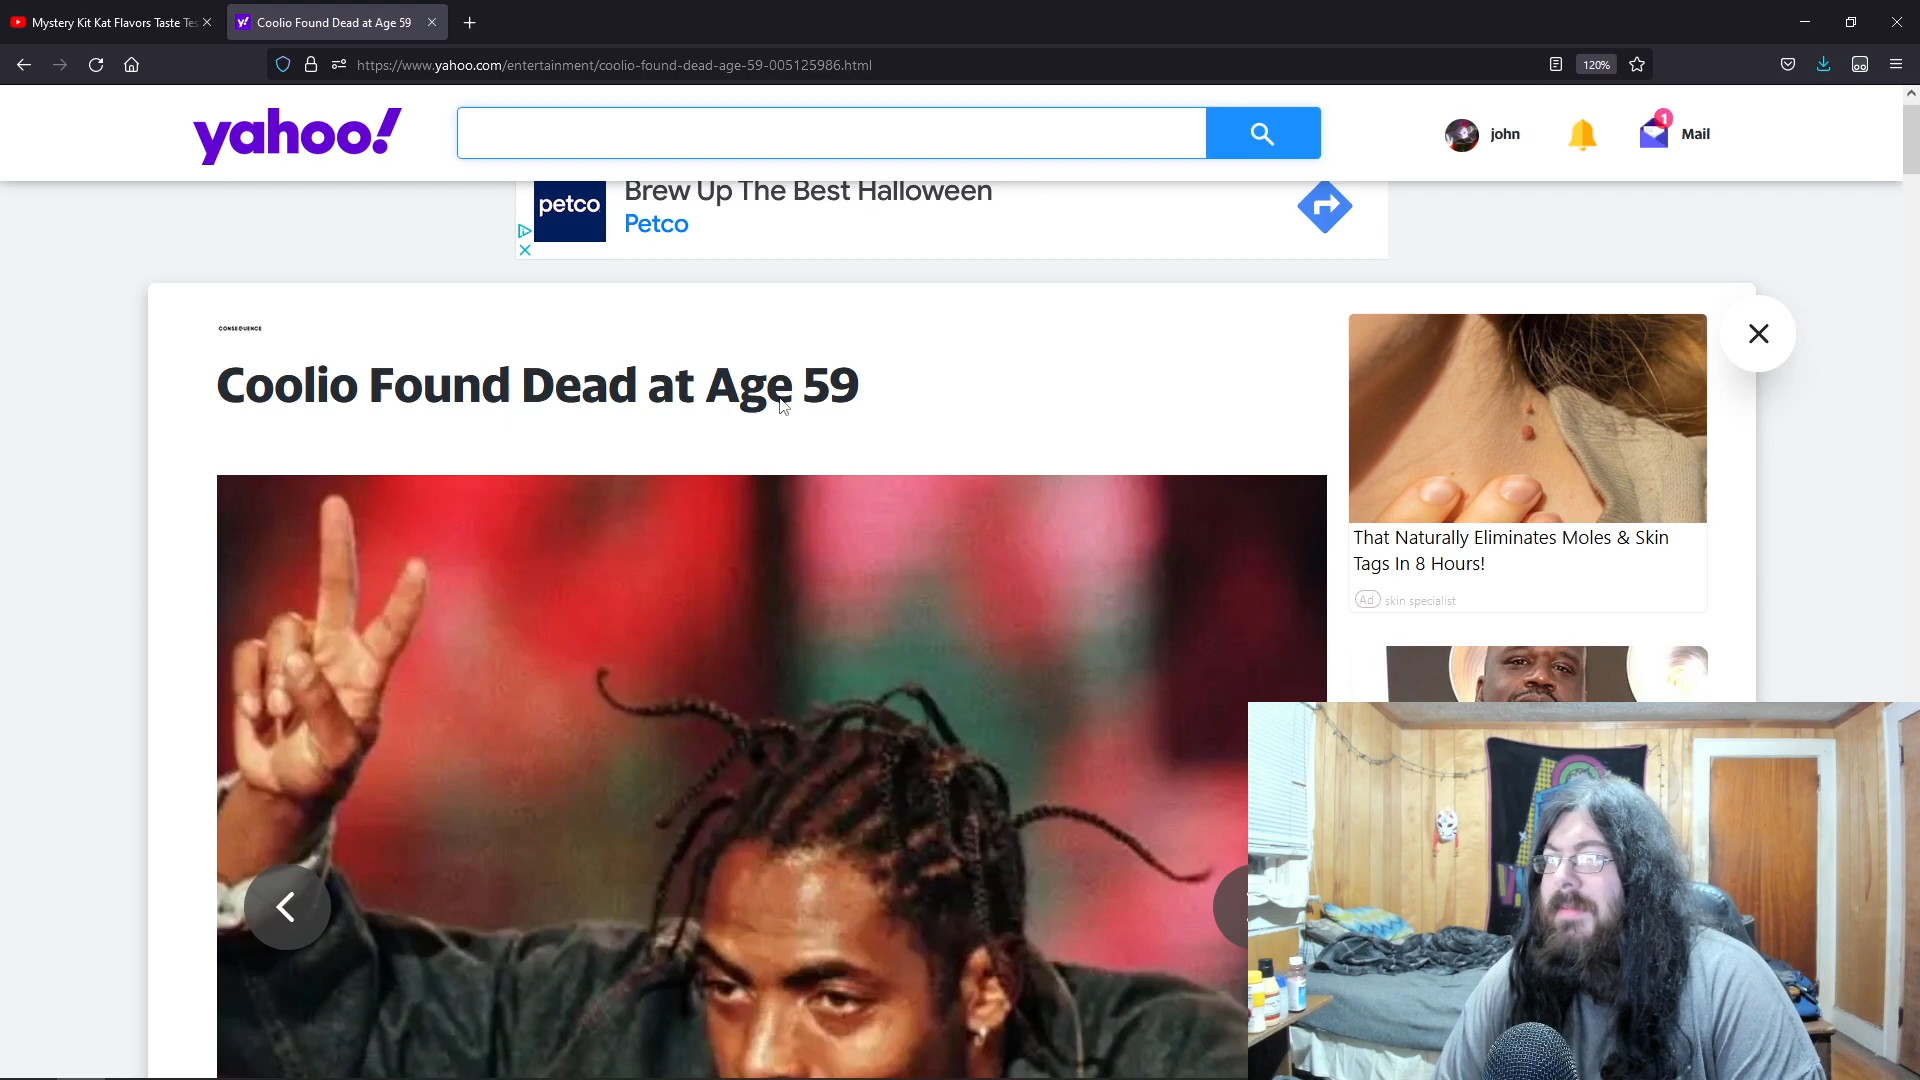 Mystery Kit Kat Flavors Taste Tes
Coolio Found Dead at Age 59
https://www.yahoo.com/entertainment/coolio-found-dead-age-59-005125986.html
120%
yahoo!
john
1
Mail
petco
Brew Up The Best Halloween
Petco
CONSEQUENCE
Coolio Found Dead at Age 59
That Naturally Eliminates Moles & Skin
Tags In 8 Hours!
Ad skin specialist